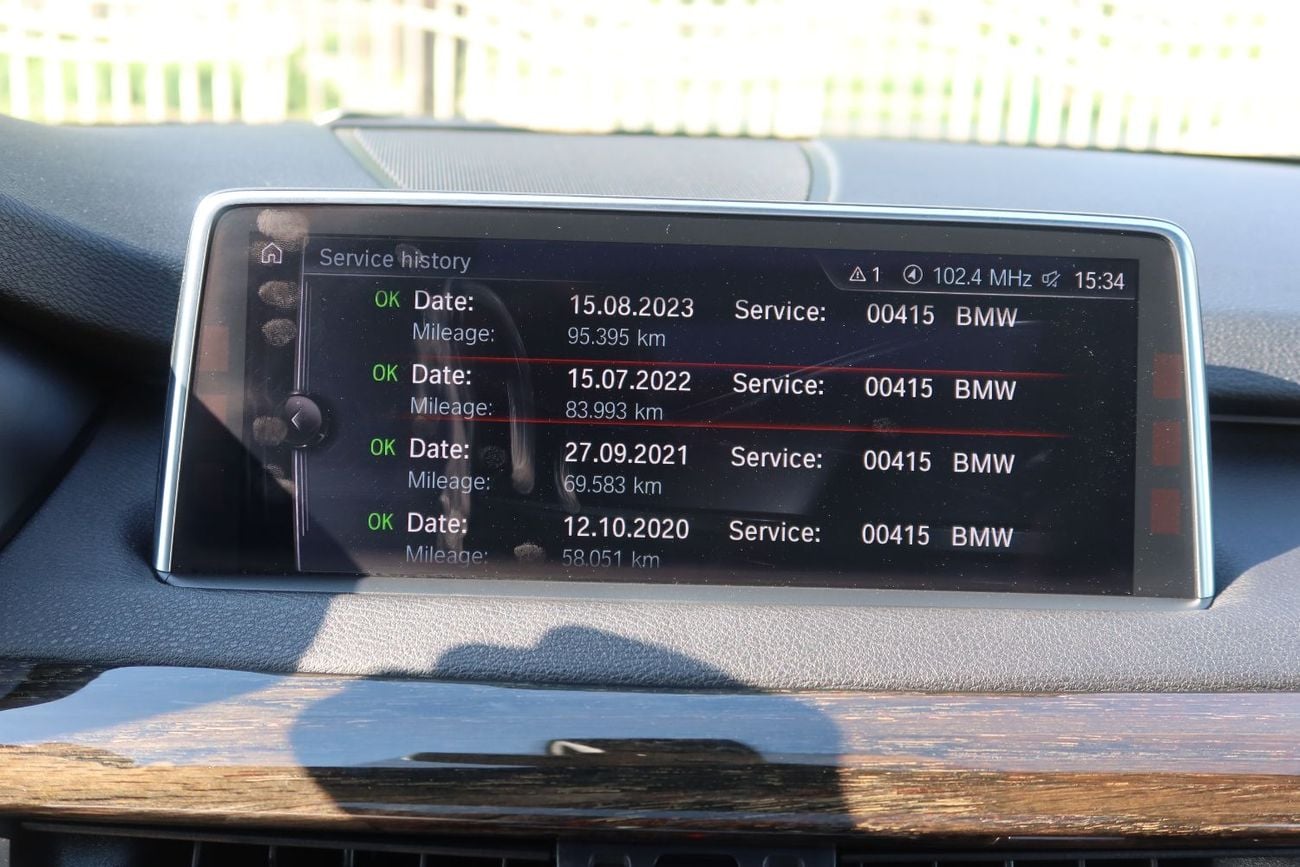 Service history
1 102.4 MHz 15:34
OK Date: 15.08.2023 Service: 00415 BMW
Mileage: 95.395 km
OK Date: 15.07.2022 Service: 00415 BMW
Mileage: 83.993 km
OK Date: 27.09.2021 Service: 00415 BMW
Mileage: 69.583 km
OK Date: 12.10.2020 Service: 00415 BMW
Mileage: 58.051 km